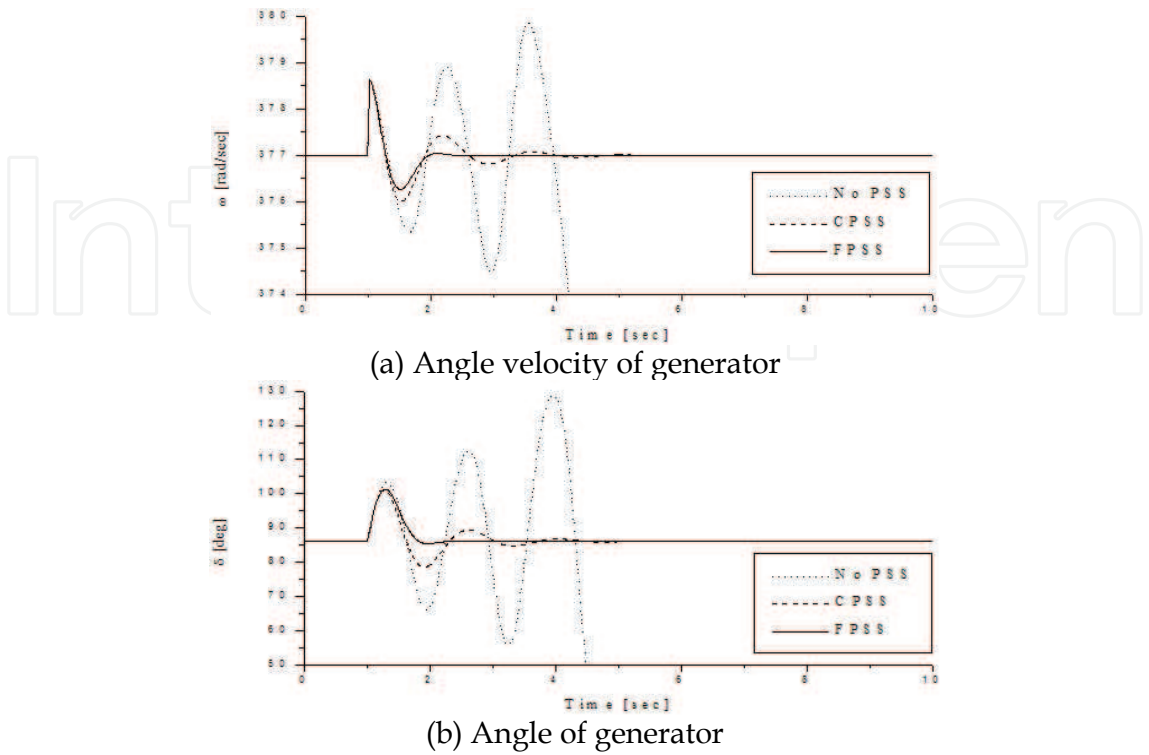 380
379
378
377
376
375
374
ω [rad/sec]
No PSS
CPSS
FPSS
0 2 4 6 8 10
Time [sec]
(a) Angle velocity of generator
130
120
110
100
90
80
70
60
50
δ [deg]
No PSS
CPSS
FPSS
0 2 4 6 8 10
Time [sec]
(b) Angle of generator